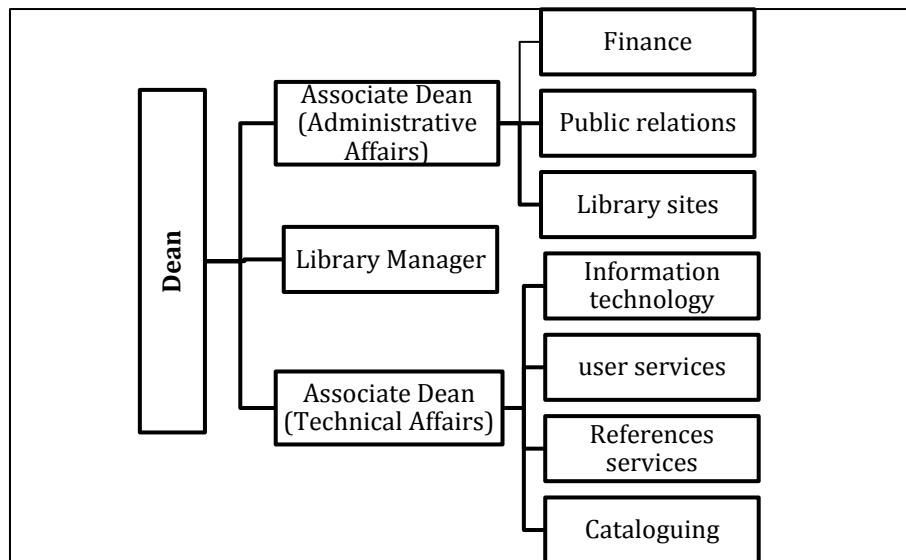 Dean
Associate Dean
(Administrative
Affairs)
Finance
Public relations
Library sites
Library Manager
Associate Dean
(Technical Affairs)
Information
technology
user services
References
services
Cataloguing